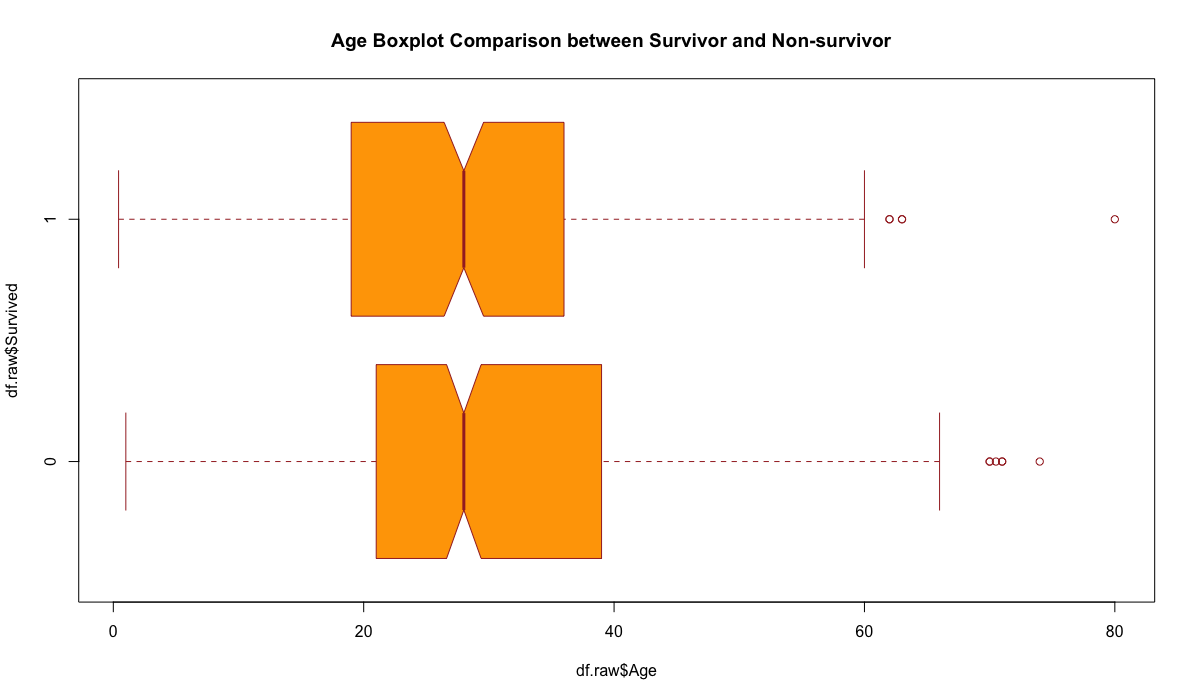 Age Boxplot Comparison between Survivor and Non-survivor
df.raw$Survived
1
0
0 20 40 60 80
df.raw$Age